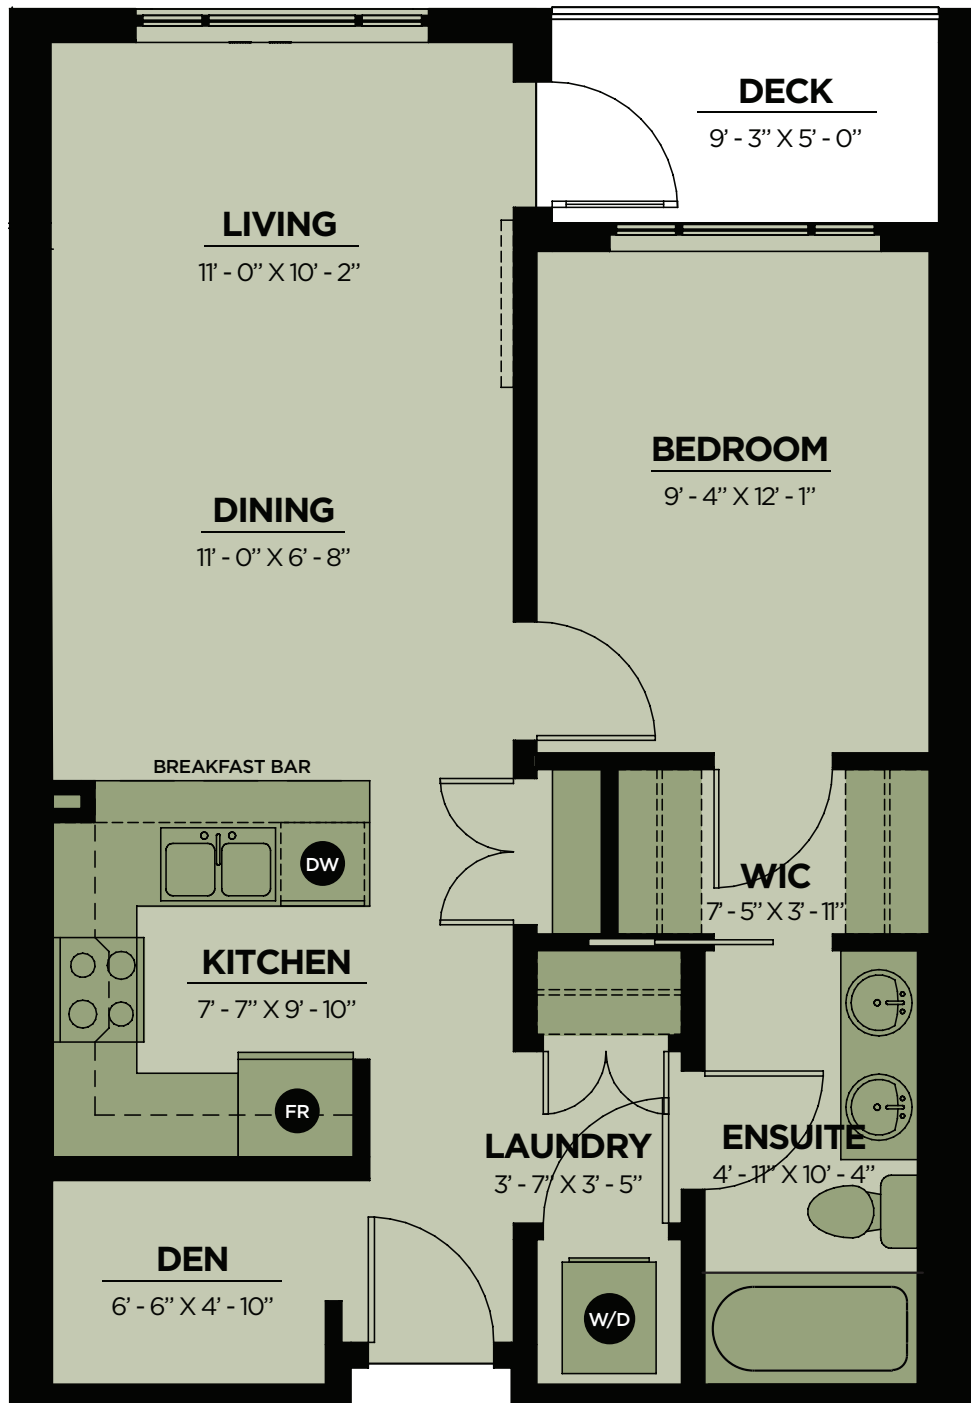 DECK
9’ - 3” X 5’ - 0”
LIVING
11’ - 0” X 10’ - 2”
BEDROOM
9’ - 4” X 12’ - 1”
DINING
11’ - 0” X 6’ - 8”
BREAKFAST BAR
DW
WIC
7’ - 5” X 3’ - 11”
KITCHEN
7’ - 7” X 9’ - 10”
FR
LAUNDRY
3’ - 7” X 3’ - 5”
ENSUITE
4’ - 11” X 10’ - 4”
DEN
6’ - 6” X 4’ - 10”
W/D